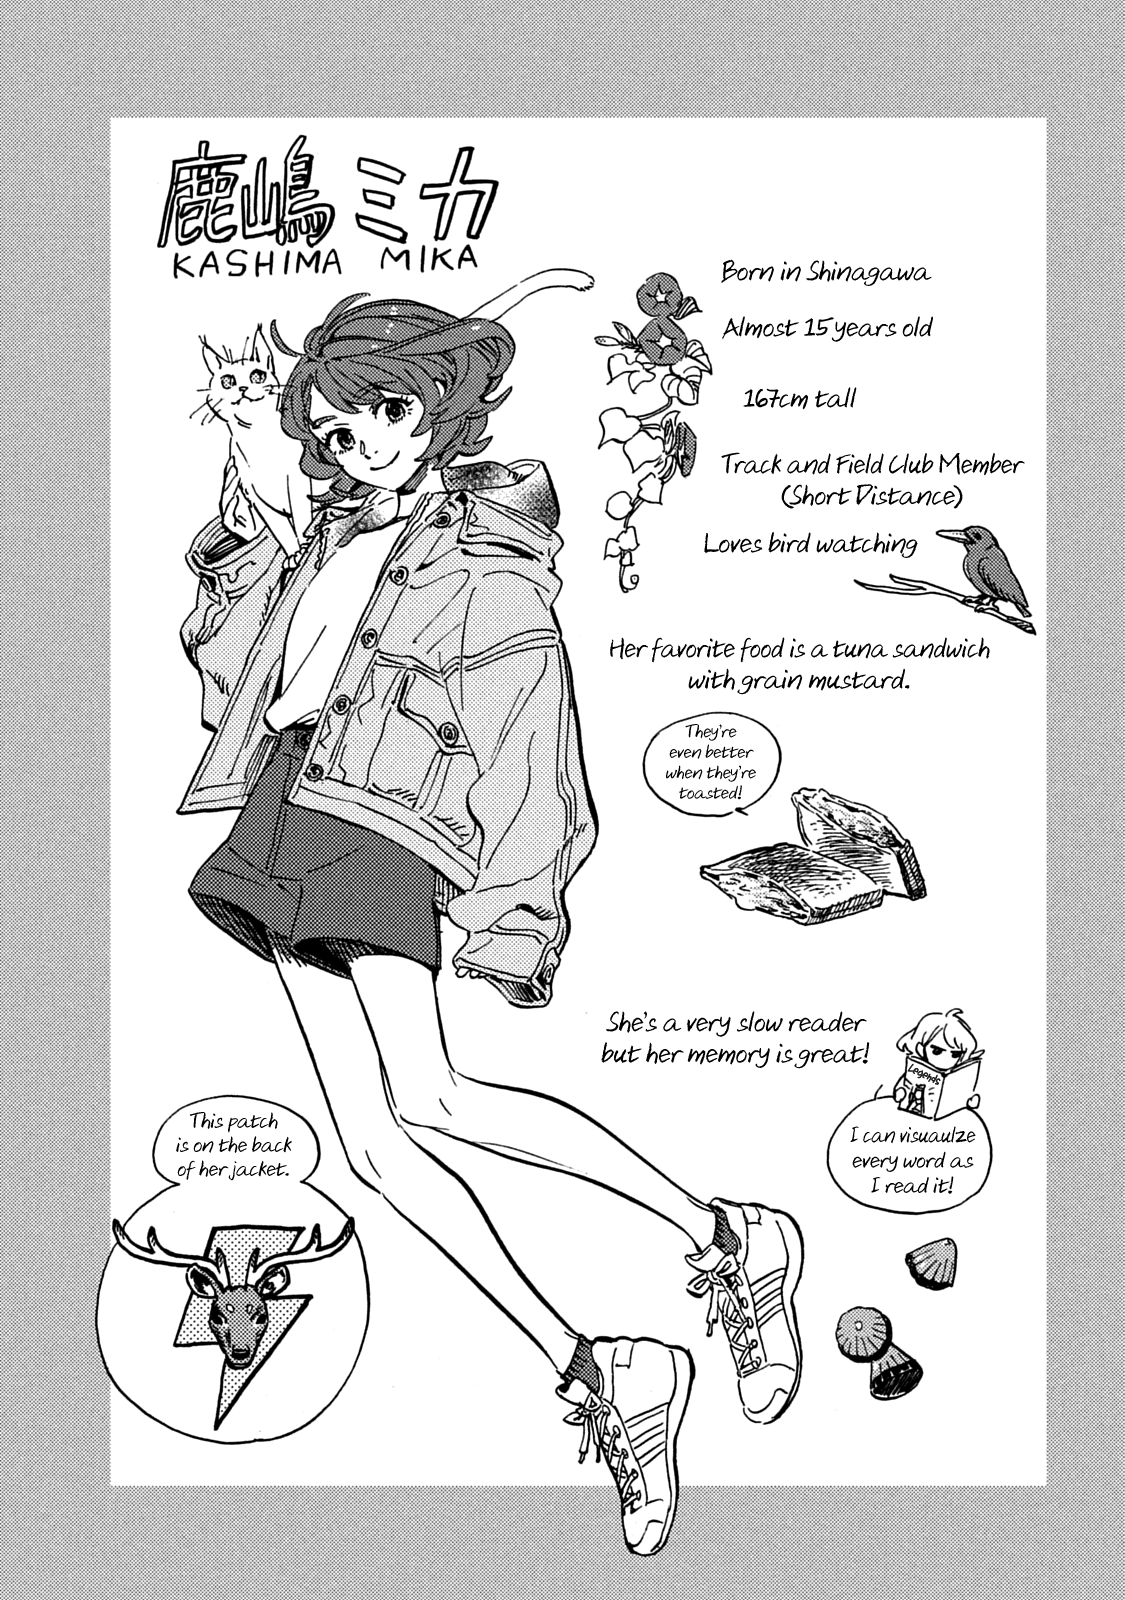 鹿嶋 ミカ
KASHIMA MIKA
Born in Shinagawa
Almost 15 years old
167cm tall
Track and Field Club Member
(Short Distance)
Loves bird watching
Her favorite food is a tuna sandwich
with grain mustard.
They're
even better
when they're
toasted!
She's a very slow reader
but her memory is great!
Legends
I can visuaulze
every word as
I read it!
This patch
is on the back
of her jacket.